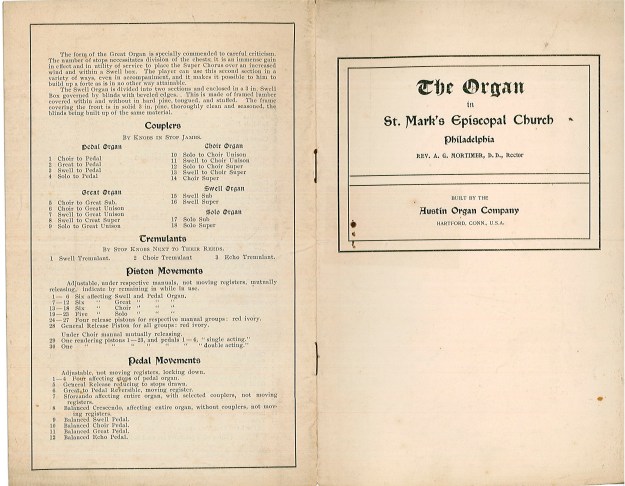 The form of the Great Organ is specially commended to careful criticism.
The number of stops necessitates division of the chests, it is an immense gain
in effect and in utility of service to place the Super Chorus over an increased
wind and within a Swell box. The player can use this second section in a
variety of ways, even in accompaniment, and it makes it possible to him to
build up a forte as is in no other way attainable.
The Swell Organ is divided into two sections and enclosed in a 3 in. Swell
Box governed by blinds with beveled edges. This is made of framed lumber
covered within and without in hard pine, tongued, and stuffed. The frame
covering the front is in solid 3 in. pine, thoroughly clean and seasoned, the
blinds being built up of the same material.
Couplers
By Knobs in Stop Jambs.
Pedal Organ
1 Choir to Pedal
2 Great to Pedal
3 Swell to Pedal
4 Solo to Pedal
Great Organ
5 Choir to Great Sub.
6 Choir to Great Unison
7 Swell to Great Unison
8 Swell to Great Super
9 Solo to Great Unison
Choir Organ
10 Solo to Choir Unison
11 Swell to Choir Unison
12 Solo to Choir Super
13 Swell to Choir Super
14 Choir Super
Swell Organ
15 Swell Sub
16 Swell Super
Solo Organ
17 Solo Sub
18 Solo Super
Tremulants
By Stop Knobs Next to Their Reeds.
1 Swell Tremulant. 2 Choir Tremulant 3 Echo Tremulant.
Piston Movements
Adjustable, under respective manuals, not moving registers, mutually
releasing, indicate by remaining in while in use.
1— 6 Six affecting Swell and Pedal Organ.
7—12 Six " Great " "
13—18 Six " Choir " "
19—23 Five " Solo " "
24—27 Four release pistons for respective manual groups: red ivory.
28 General Release Piston for all groups: red ivory.
Under Choir manual mutually releasing.
29 One rendering pistons 1—23, and pedals 1—4, "single acting."
30 One " " " " " " "double acting."
Pedal Movements
Adjustable, not moving registers, locking down.
1—4 Four affecting stops of pedal organ.
5 General Release reducing to stops drawn.
6 Great to Pedal Reversible, moving register.
7 Sforzando affecting entire organ, with selected couplers, not moving
registers.
8 Balanced Crescendo, affecting entire organ, without couplers, not mov-
ing registers.
9 Balanced Swell Pedal.
10 Balanced Choir Pedal.
11 Balanced Great Pedal.
12 Balanced Echo Pedal.
The Organ
in
St. Mark's Episcopal Church
Philadelphia
REV. A. G. MORTIMER, D. D., Rector
BUILT BY THE
Austin Organ Company
HARTFORD, CONN., U.S.A.